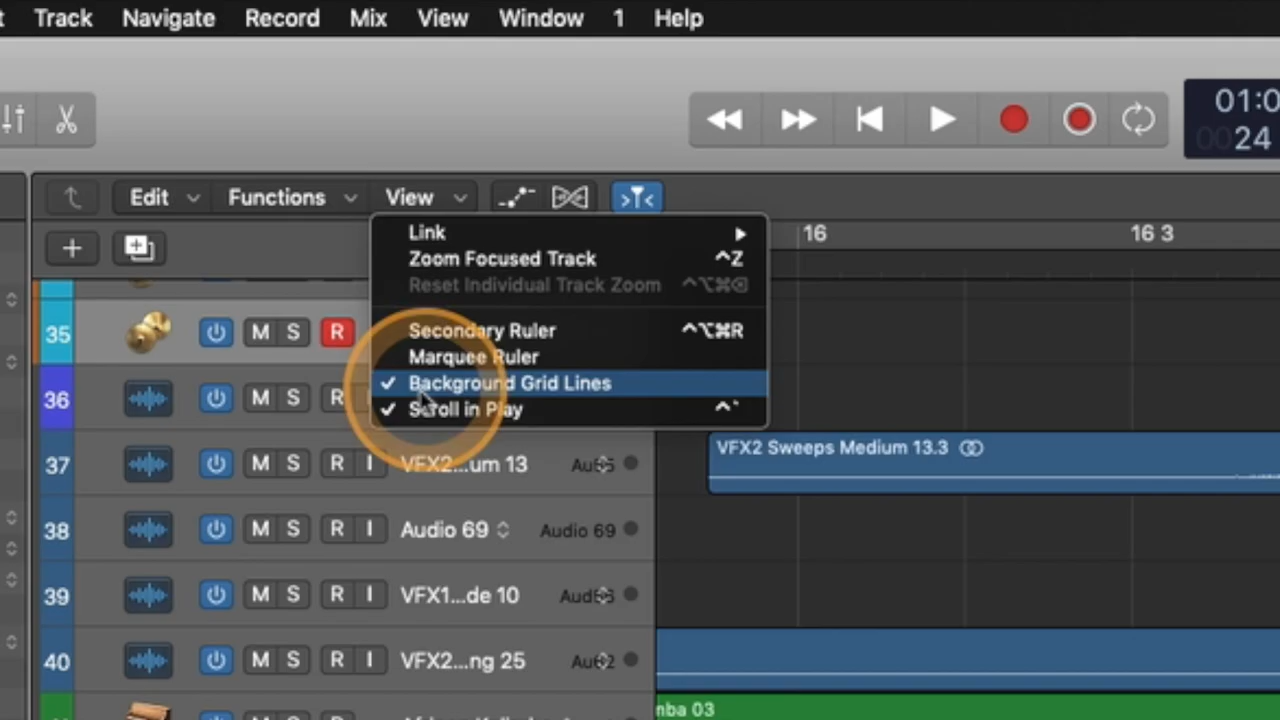 Track Navigate Record Mix View Window 1 Help
01:0
0024
Edit Functions View
Link
Zoom Focused Track ^Z
Reset Individual Track Zoom ^⌥⌘⌫
Secondary Ruler ^⌥⌘R
Marquee Ruler
✓ Background Grid Lines
✓ Scroll in Play ^`
16 16 3
35 M S R
36 M S R
37 M S R I VFX2...um 13
VFX2 Sweeps Medium 13.3
38 M S R I Audio 69 Audio 69
39 M S R I VFX1...de 10
40 M S R I VFX2...ng 25
mba 03